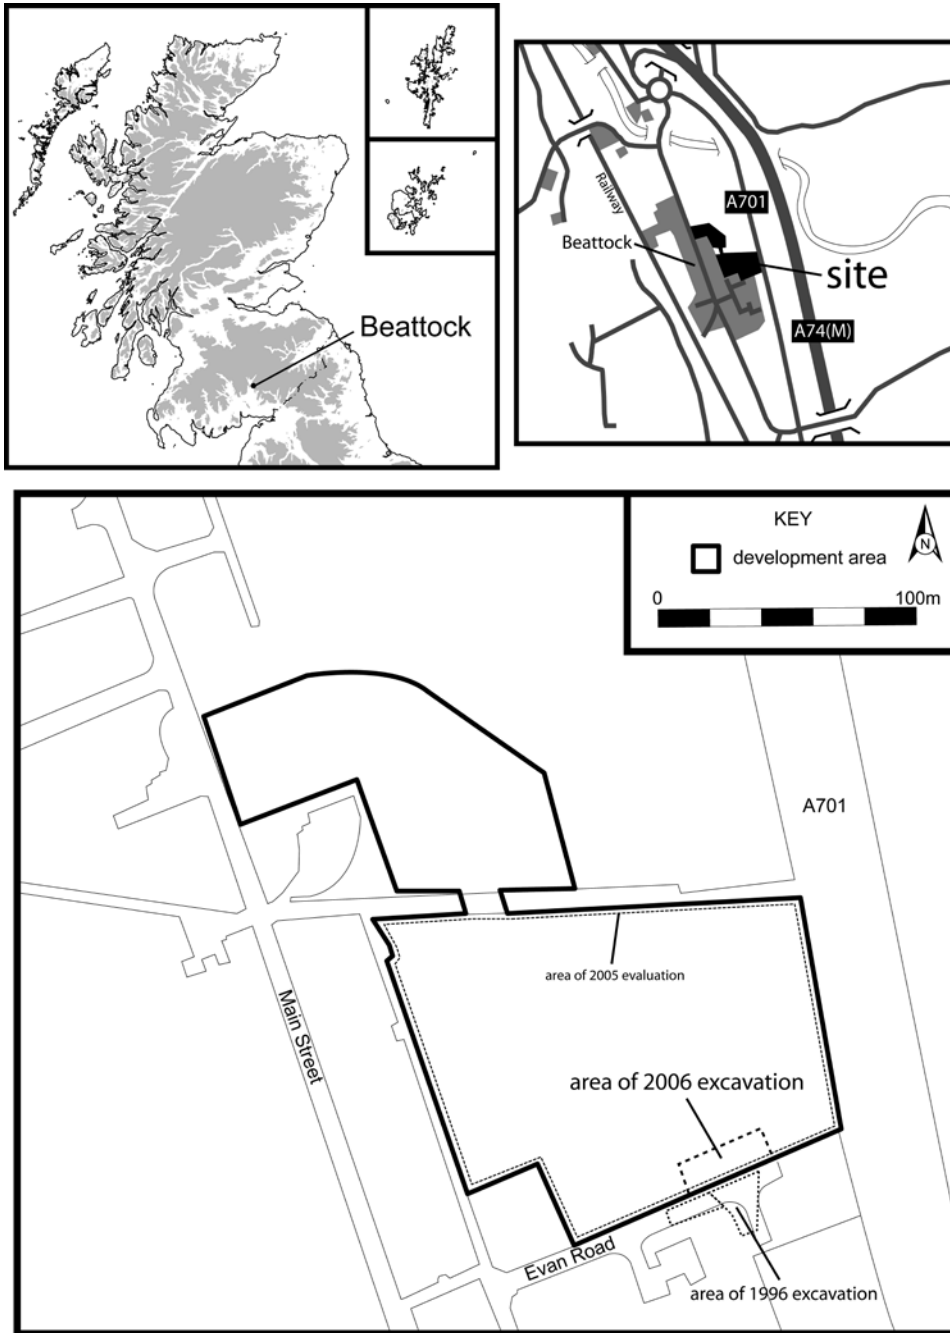 Beattock
Railway
A701
Beattock
site
A74(M)
KEY
development area
N
0 100m
A701
area of 2005 evaluation
Main Street
area of 2006 excavation
Evan Road
area of 1996 excavation